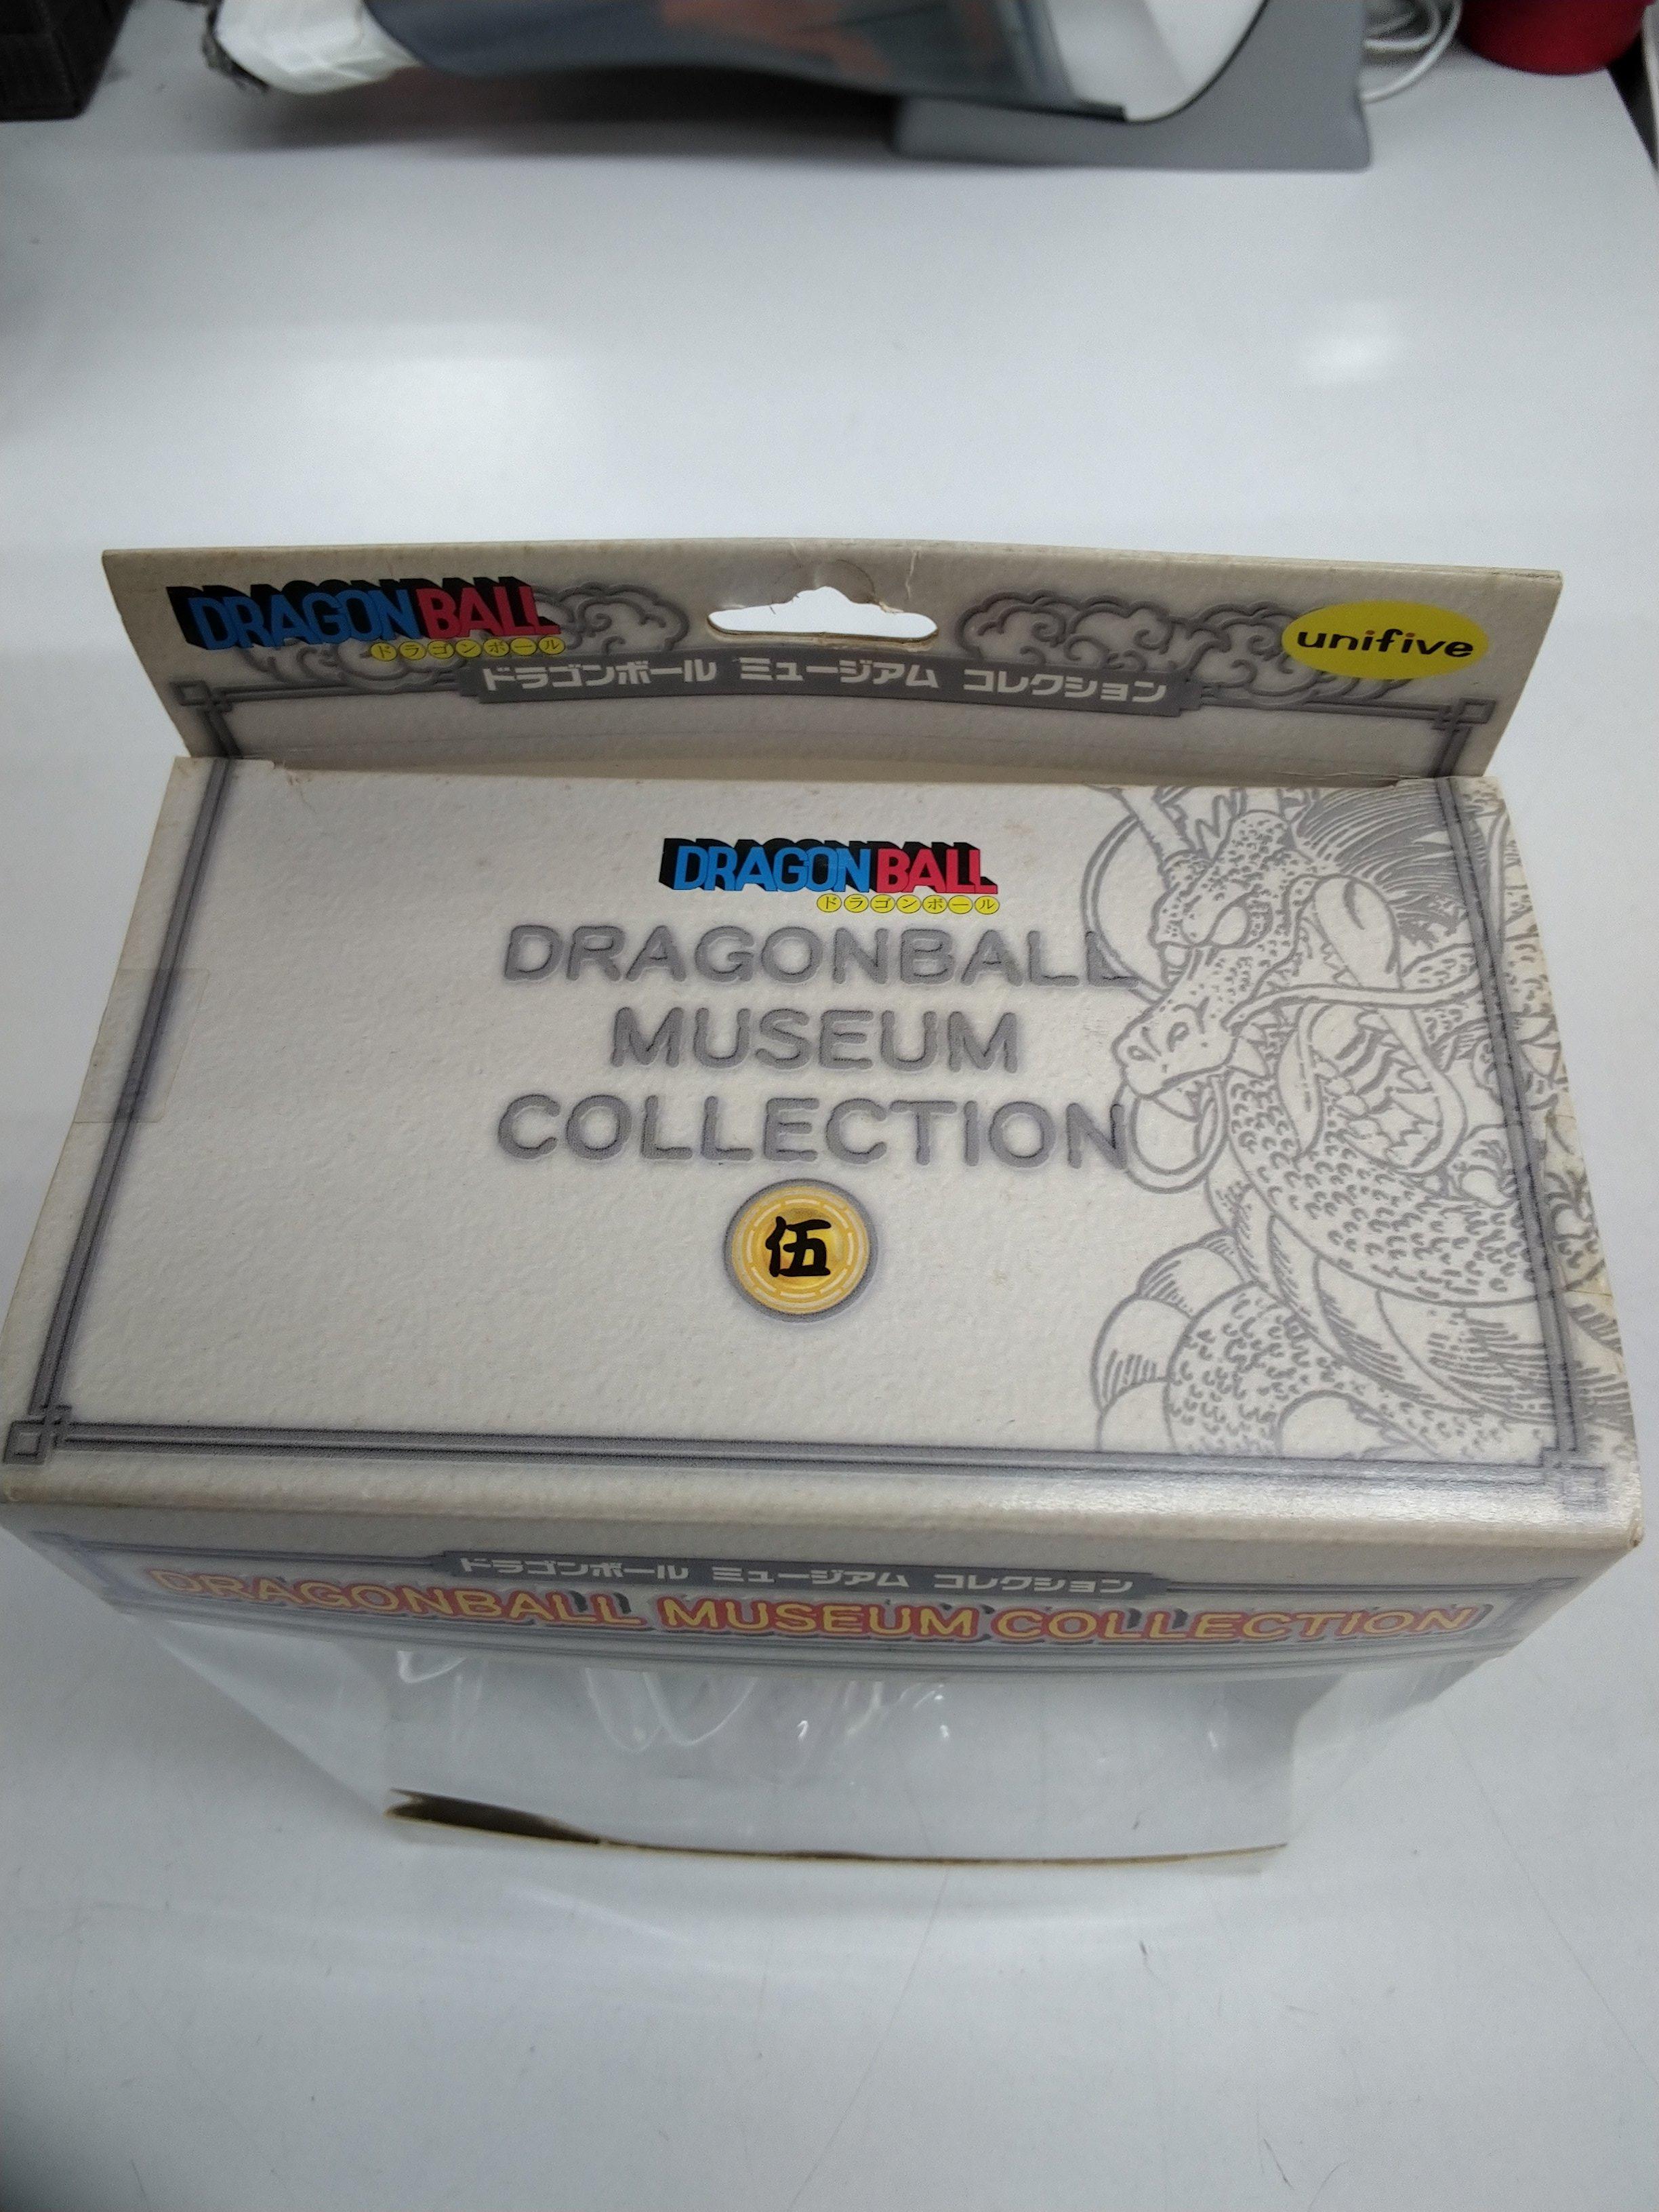 DRAGONBALL
ドラゴンボール
unifive
ドラゴンボール ミュージアム コレクション
DRAGONBALL
ドラゴンボール
DRAGONBALL
MUSEUM
COLLECTION
伍
ドラゴンボール ミュージアム コレクション
DRAGONBALL MUSEUM COLLECTION